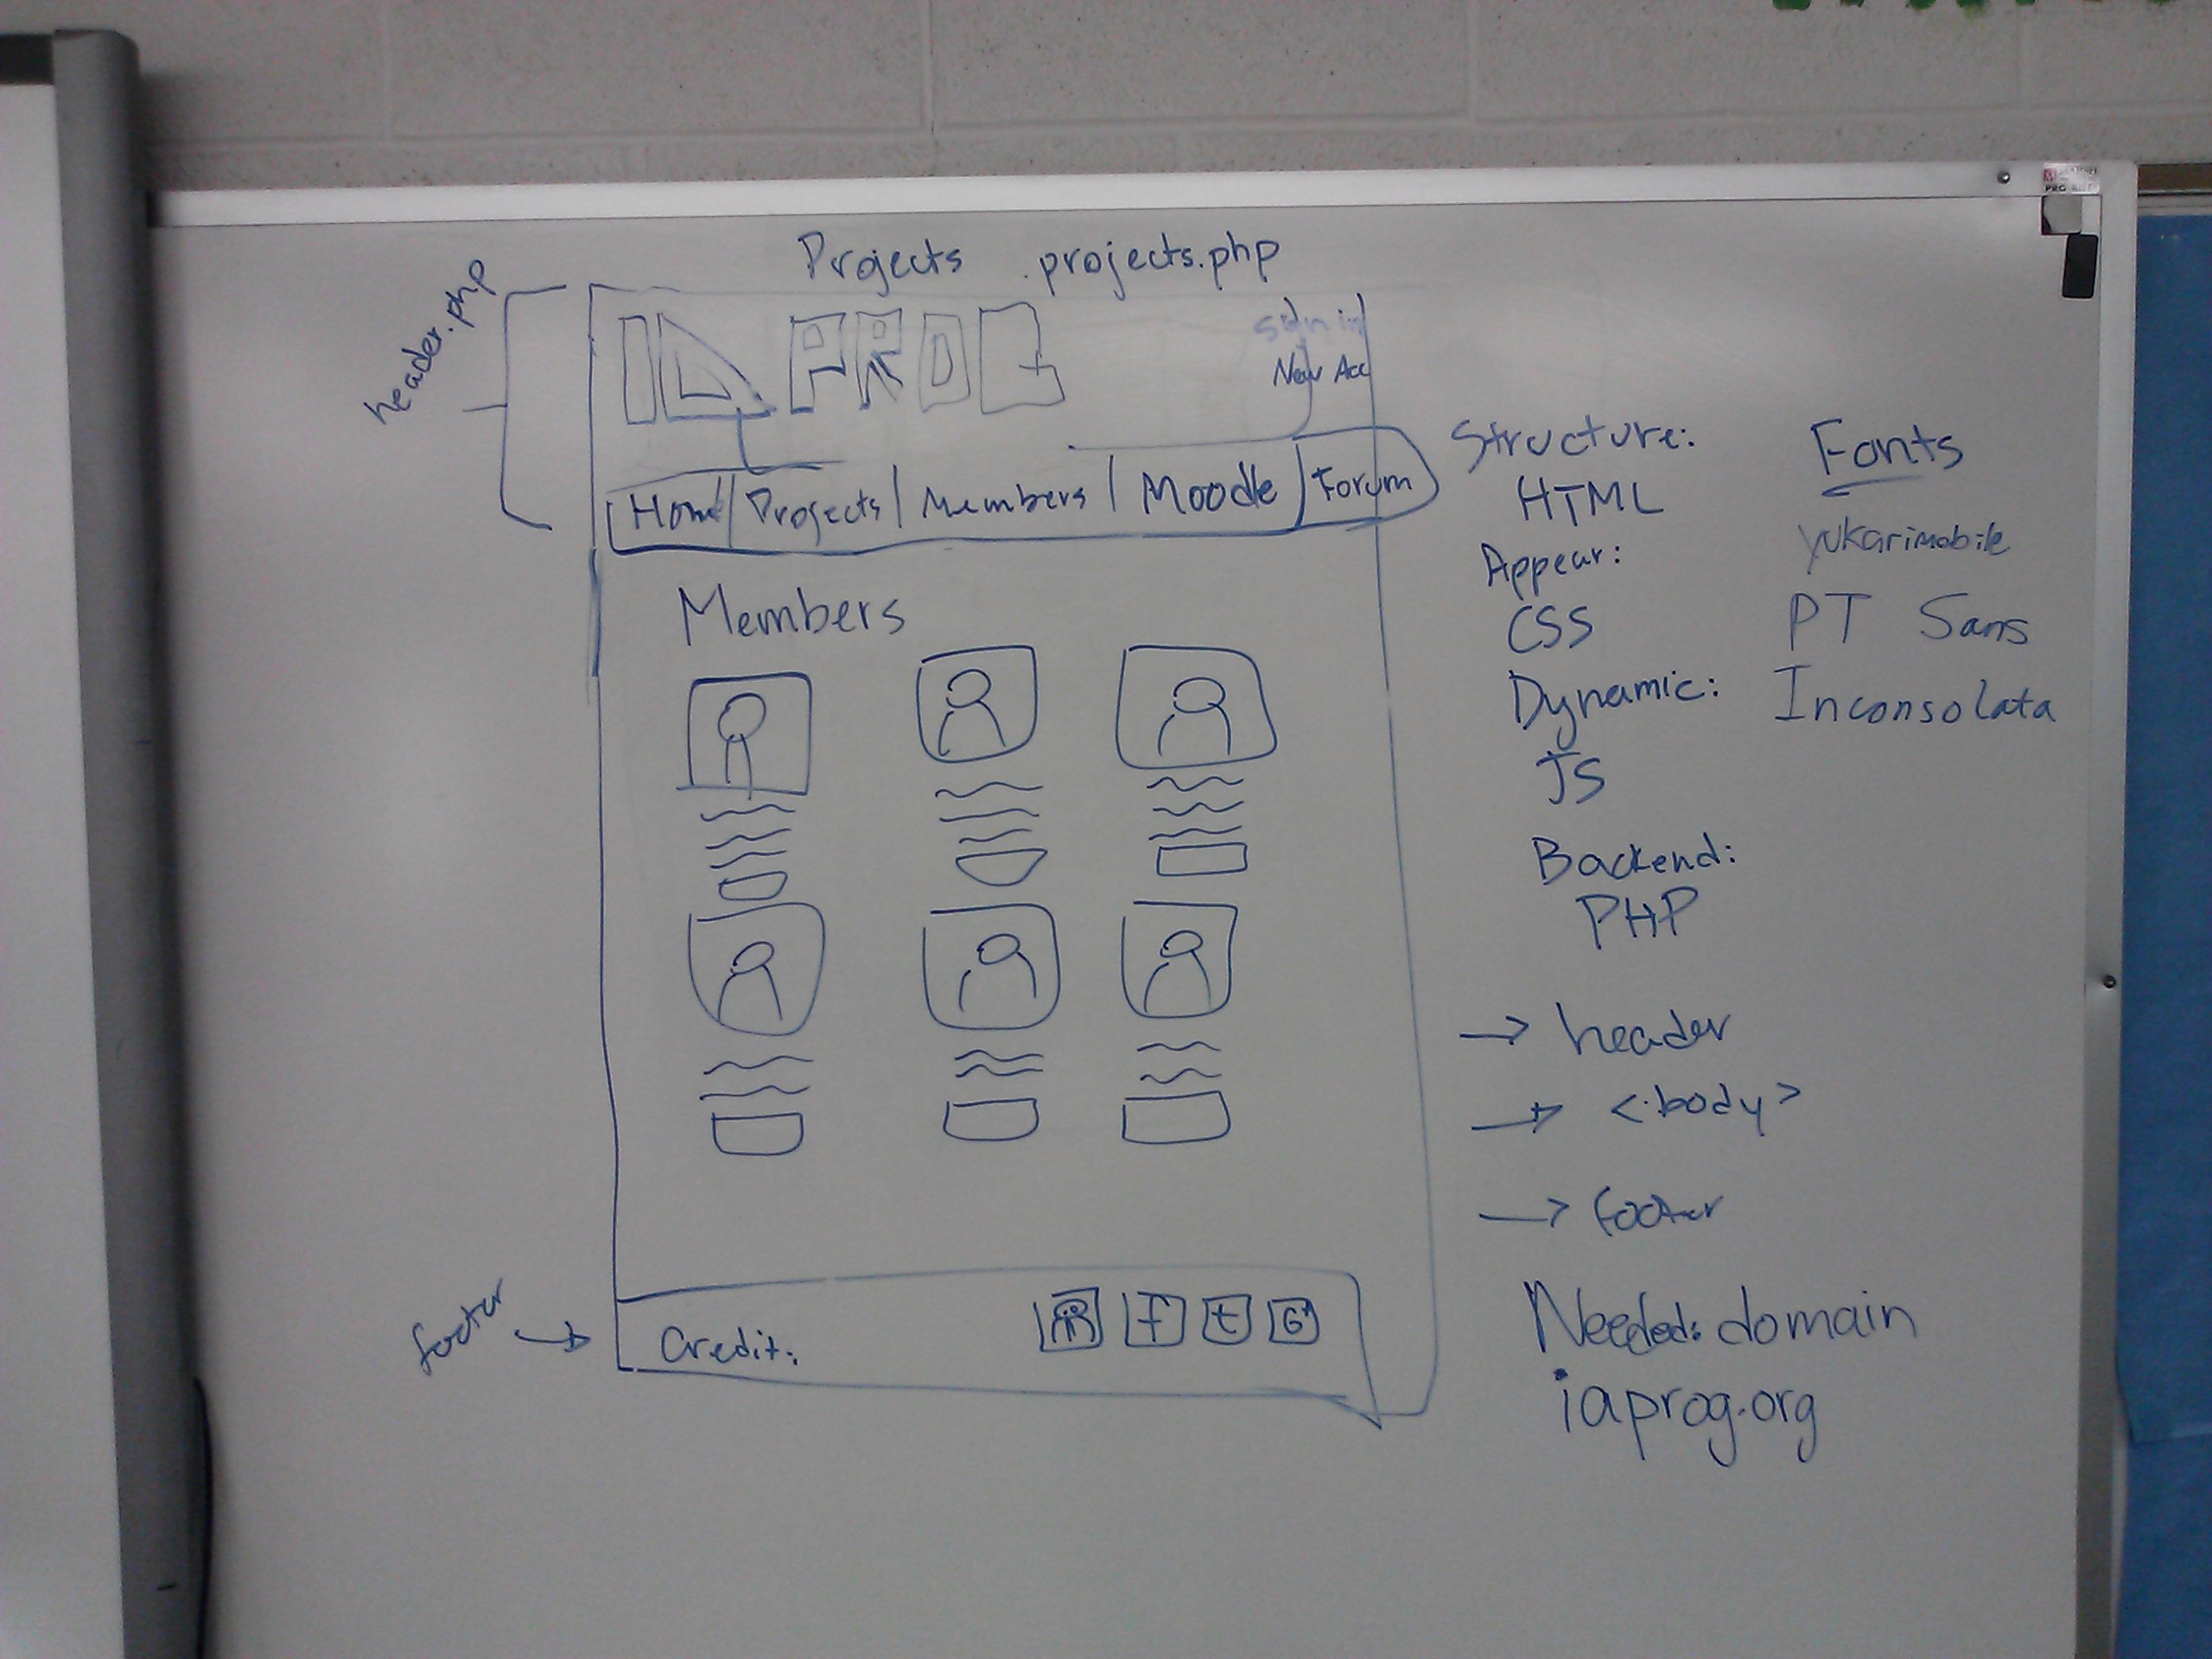 Projects projects.php
header.php
IA PROG
sign in
New Acc
Home Projects Members Moodle Forum
Members
footer
Credit:
f t G
Structure:
HTML
Appear:
CSS
Dynamic:
JS
Backend:
PHP
Fonts
yukarimobile
PT Sans
Inconsolata
→ header
→ <body>
→ footer
Needed: domain
iaprog.org